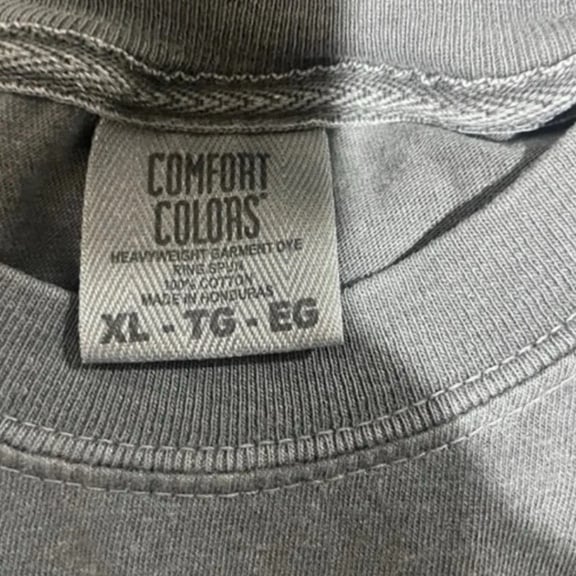 COMFORT
COLORS
HEAVYWEIGHT GARMENT DYE
RING SPUN
100% COTTON
MADE IN HONDURAS
XL - TG - EG